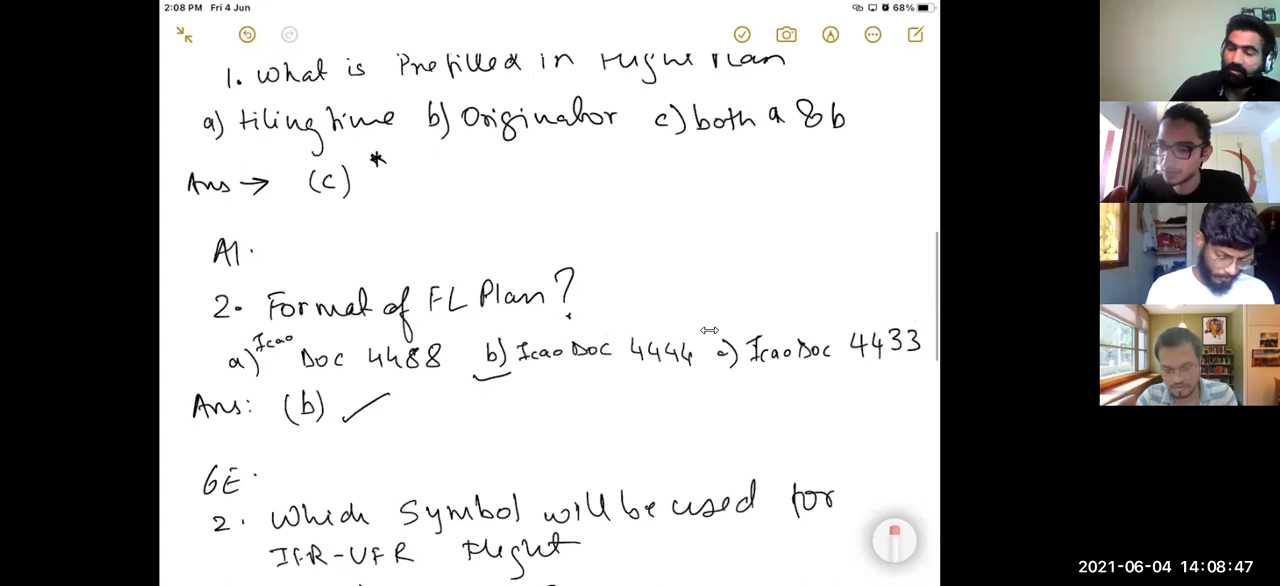 2:08 PM Fri 4 Jun
68%
1. What is Prefilled in Flight Plan
a) tiling time b) Originator c) both a & b
Ans → (c) *
A1.
2. Format of FL Plan?
a) Icao Doc 4488 b) Icao Doc 4444 c) Icao Doc 4433
Ans: (b) ✓
GE.
2. Which Symbol will be used for
IFR-VFR Flight
2021-06-04 14:08:47